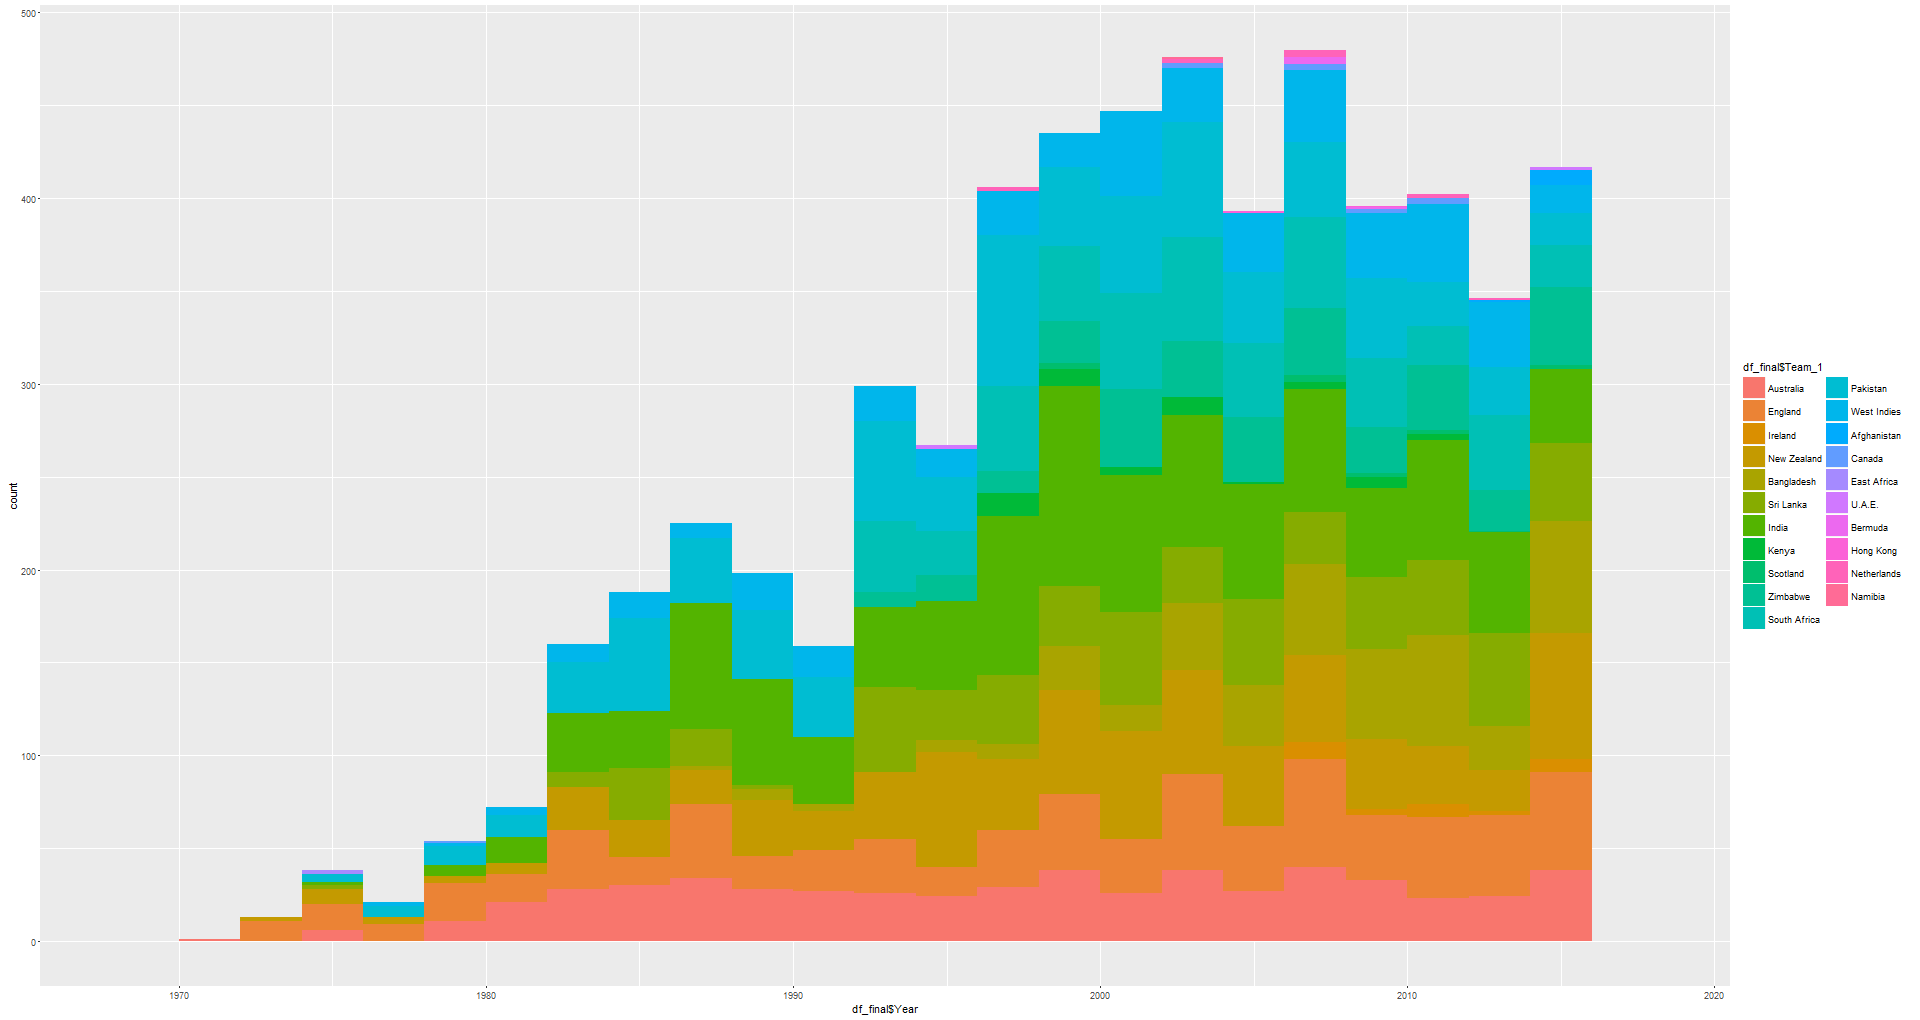 500
400
300
200
100
0
count
1970
1980
1990
2000
2010
2020
df_final$Year
df_final$Team_1
Australia
England
Ireland
New Zealand
Bangladesh
Sri Lanka
India
Kenya
Scotland
Zimbabwe
South Africa
Pakistan
West Indies
Afghanistan
Canada
East Africa
U.A.E.
Bermuda
Hong Kong
Netherlands
Namibia